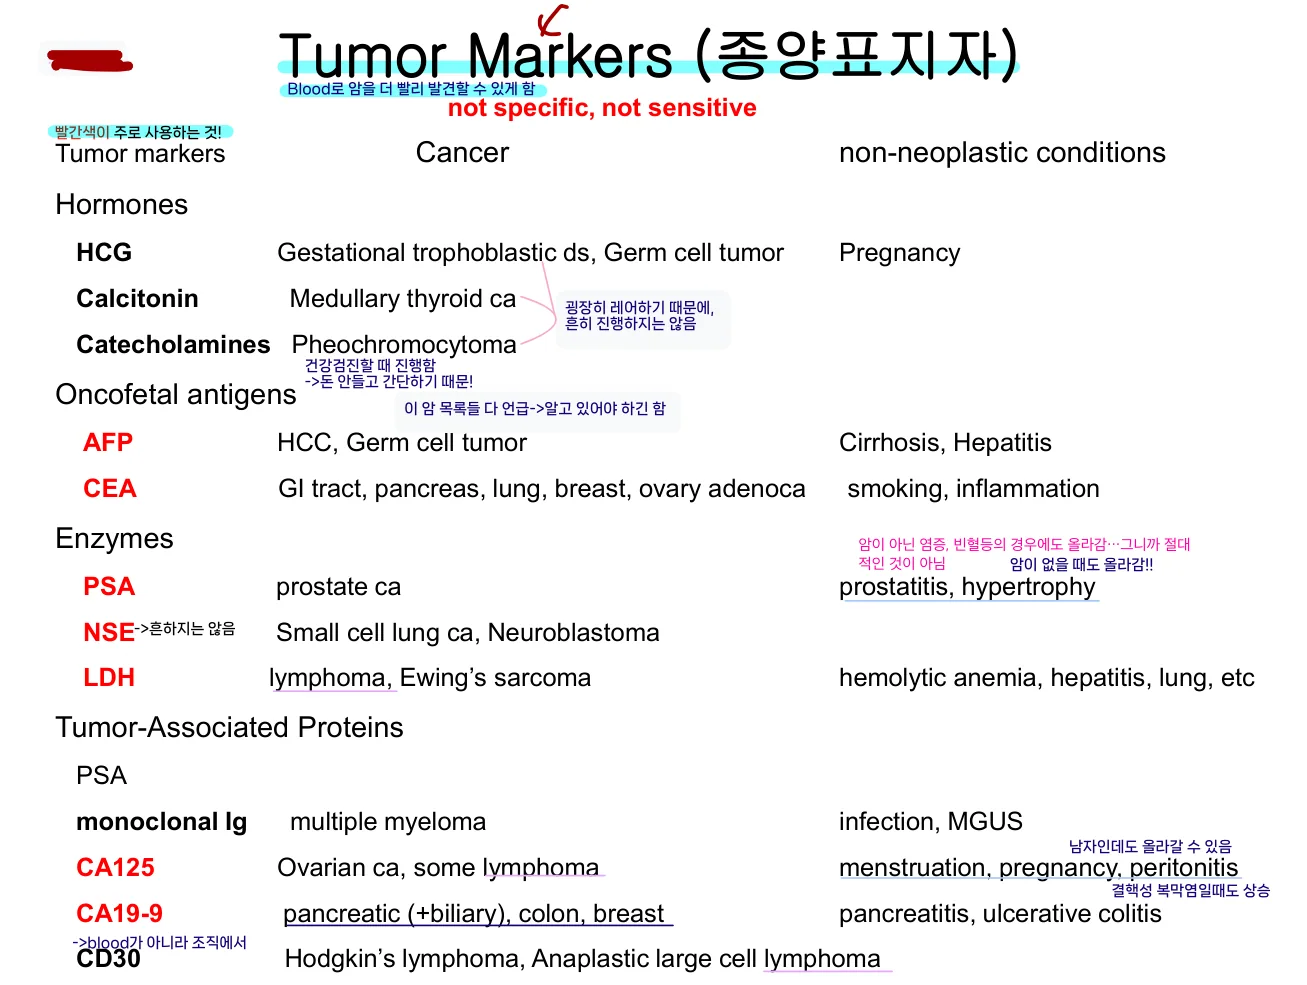 Tumor Markers (종양표지자)
Blood로 암을 더 빨리 발견할 수 있게 함
not specific, not sensitive
빨간색이 주로 사용하는 것!
Tumor markers Cancer non-neoplastic conditions
Hormones
HCG Gestational trophoblastic ds, Germ cell tumor Pregnancy
Calcitonin Medullary thyroid ca
굉장히 레어하기 때문에,
흔히 진행하지는 않음
Catecholamines Pheochromocytoma
건강검진할 때 진행함
->돈 안들고 간단하기 때문!
Oncofetal antigens
이 암 목록들 다 언급->알고 있어야 하긴 함
AFP HCC, Germ cell tumor Cirrhosis, Hepatitis
CEA GI tract, pancreas, lung, breast, ovary adenoca smoking, inflammation
Enzymes
암이 아닌 염증, 빈혈등의 경우에도 올라감…그니까 절대
적인 것이 아님 암이 없을 때도 올라감!!
PSA prostate ca prostatitis, hypertrophy
NSE->흔하지는 않음 Small cell lung ca, Neuroblastoma
LDH lymphoma, Ewing’s sarcoma hemolytic anemia, hepatitis, lung, etc
Tumor-Associated Proteins
PSA
monoclonal Ig multiple myeloma infection, MGUS
남자인데도 올라갈 수 있음
CA125 Ovarian ca, some lymphoma menstruation, pregnancy, peritonitis
결핵성 복막염일때도 상승
CA19-9 pancreatic (+biliary), colon, breast pancreatitis, ulcerative colitis
->blood가 아니라 조직에서
CD30 Hodgkin’s lymphoma, Anaplastic large cell lymphoma